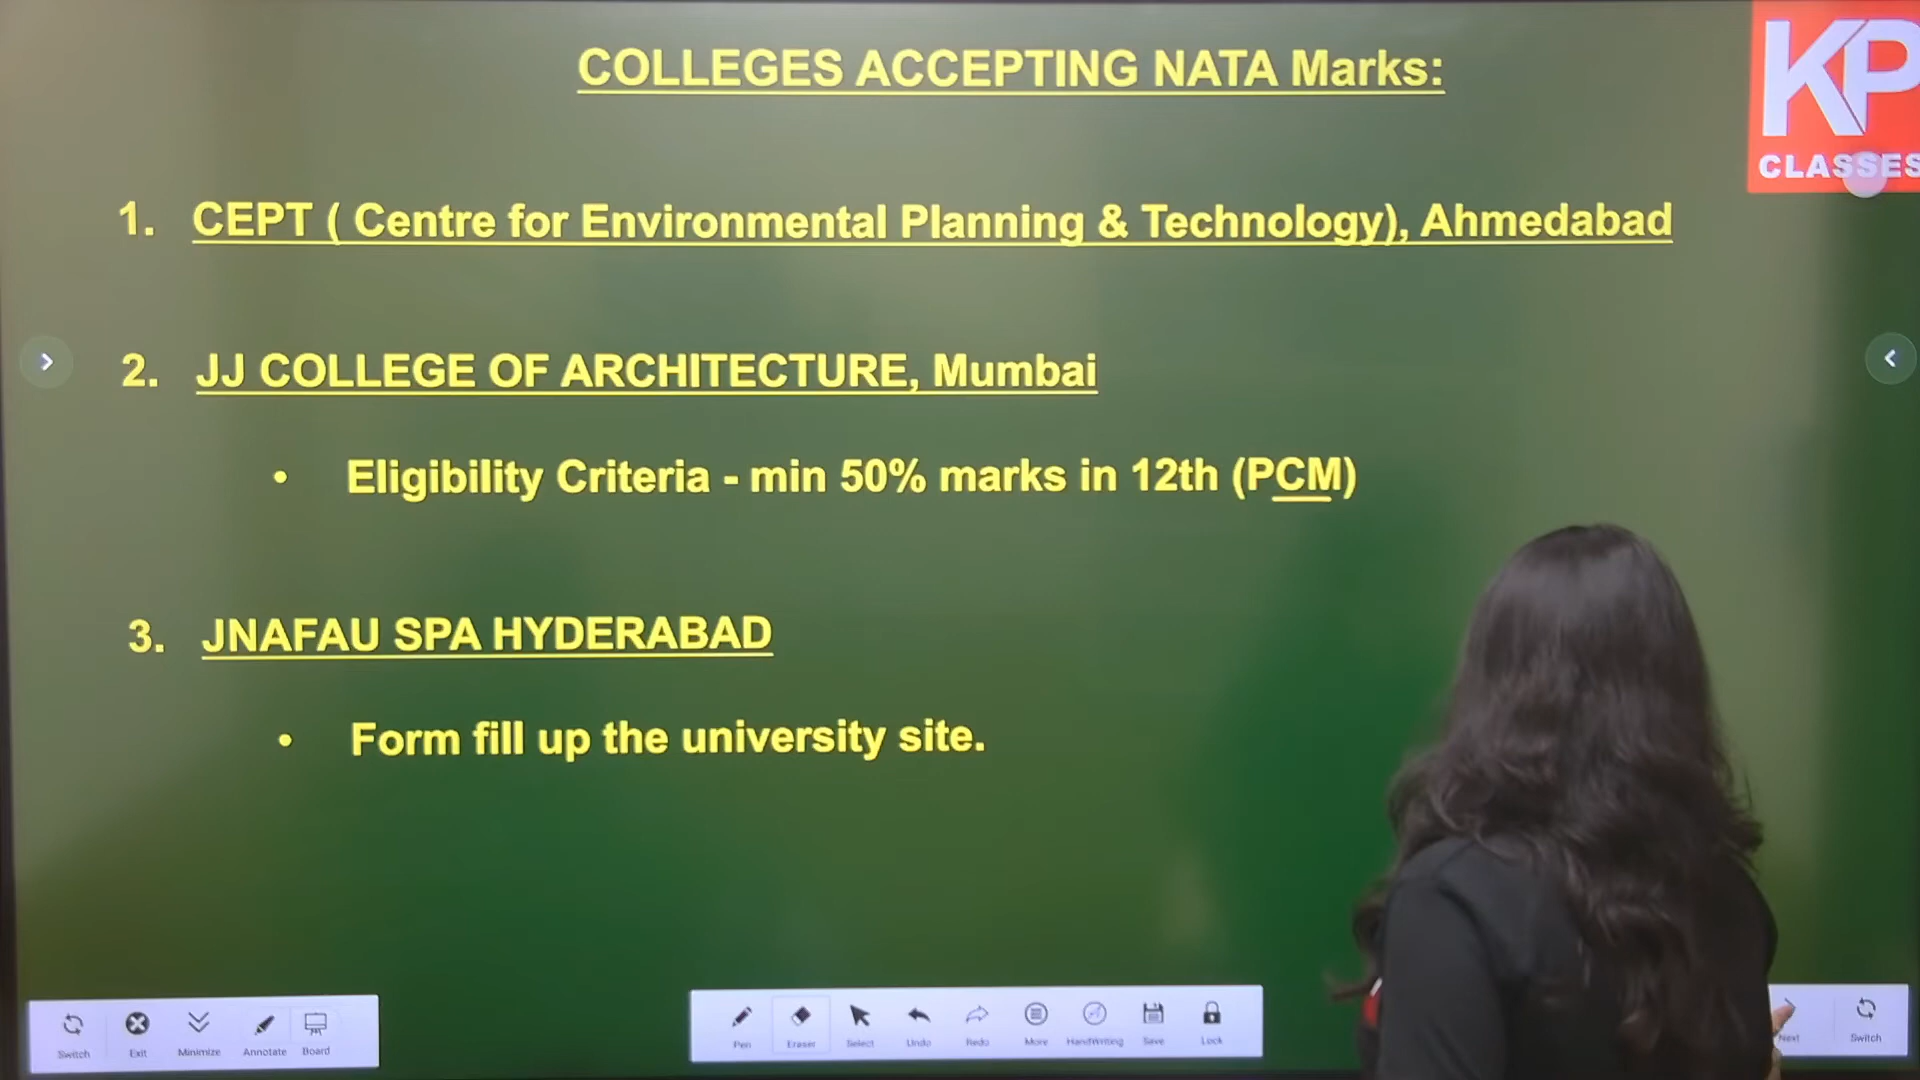 COLLEGES ACCEPTING NATA Marks:
KP
CLASSES
1. CEPT ( Centre for Environmental Planning & Technology), Ahmedabad
2. JJ COLLEGE OF ARCHITECTURE, Mumbai
• Eligibility Criteria - min 50% marks in 12th (PCM)
3. JNAFAU SPA HYDERABAD
• Form fill up the university site.
Switch Exit Minimize Annotate Board
Pen Eraser Select Undo Redo More HandWriting Save Lock
Next Switch